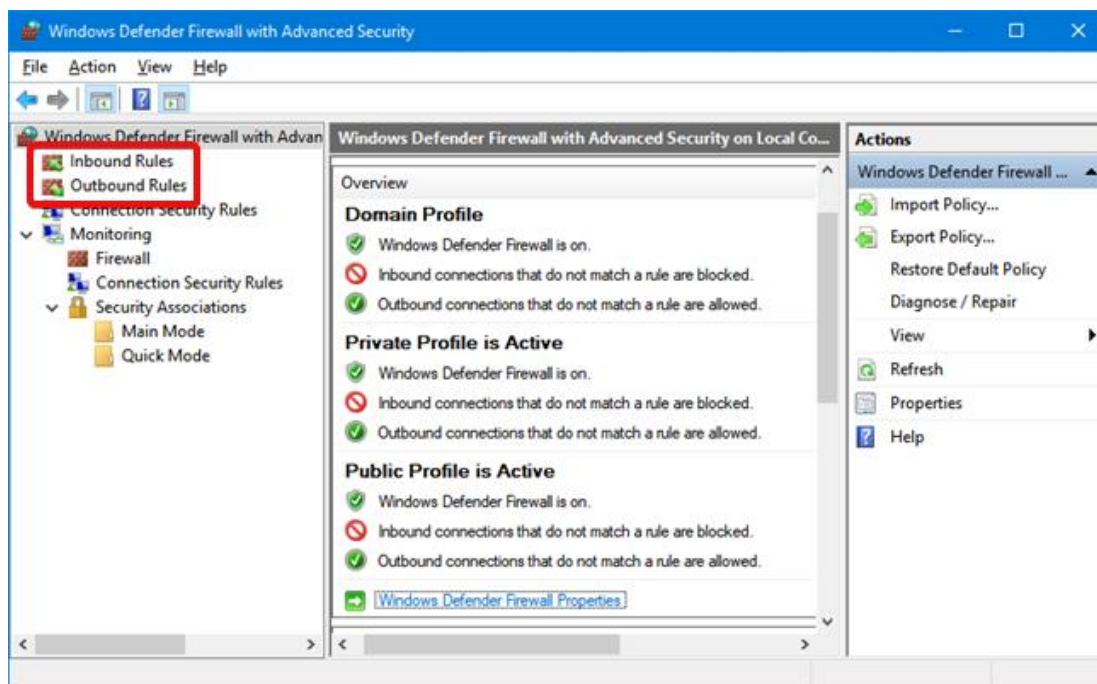 Windows Defender Firewall with Advanced Security
File Action View Help
Windows Defender Firewall with Advan
Inbound Rules
Outbound Rules
Connection Security Rules
Monitoring
Firewall
Connection Security Rules
Security Associations
Main Mode
Quick Mode
Windows Defender Firewall with Advanced Security on Local Co...
Overview
Domain Profile
Windows Defender Firewall is on.
Inbound connections that do not match a rule are blocked.
Outbound connections that do not match a rule are allowed.
Private Profile is Active
Windows Defender Firewall is on.
Inbound connections that do not match a rule are blocked.
Outbound connections that do not match a rule are allowed.
Public Profile is Active
Windows Defender Firewall is on.
Inbound connections that do not match a rule are blocked.
Outbound connections that do not match a rule are allowed.
Windows Defender Firewall Properties
Actions
Windows Defender Firewall ...
Import Policy...
Export Policy...
Restore Default Policy
Diagnose / Repair
View
Refresh
Properties
Help